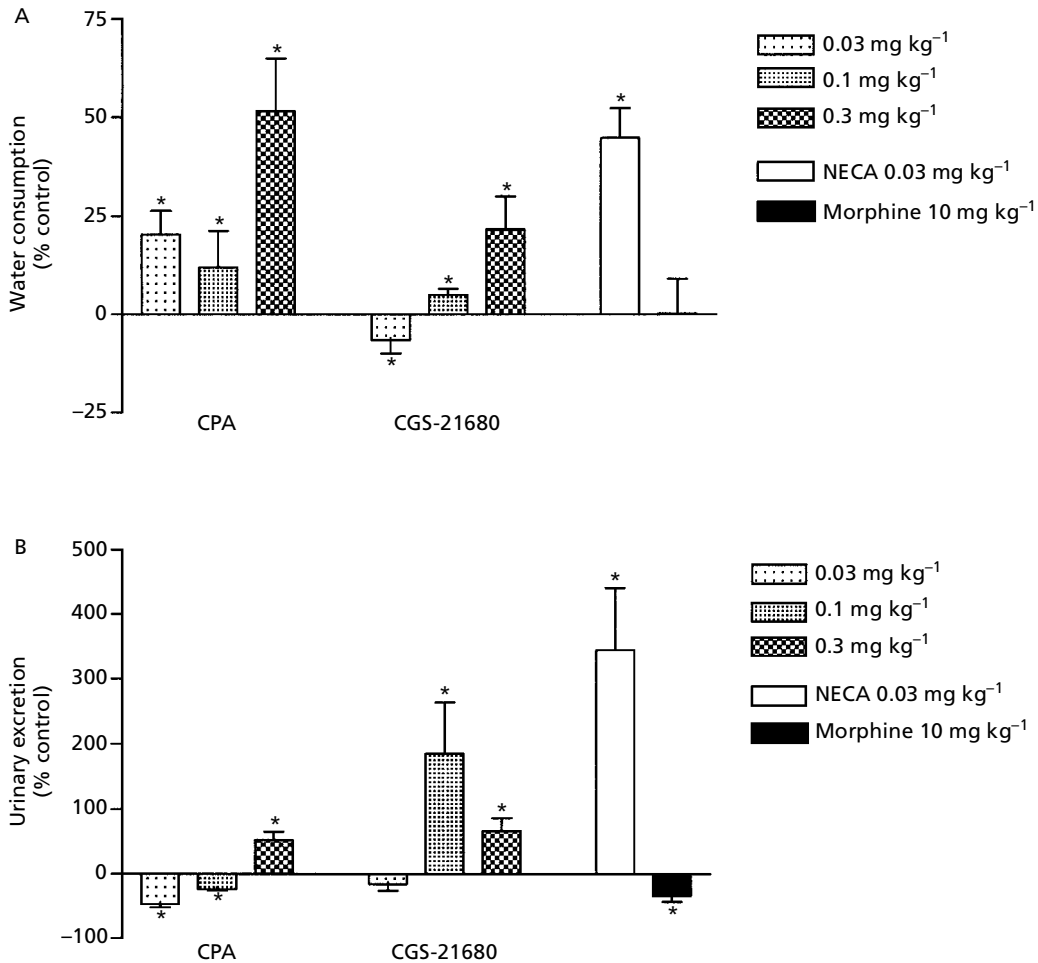 A
75
50
25
0
−25
Water consumption
(% control)
*
*
*
*
*
*
*
CPA
CGS-21680
0.03 mg kg⁻¹
0.1 mg kg⁻¹
0.3 mg kg⁻¹
NECA 0.03 mg kg⁻¹
Morphine 10 mg kg⁻¹
B
500
400
300
200
100
0
−100
Urinary excretion
(% control)
*
*
*
*
*
*
*
CPA
CGS-21680
0.03 mg kg⁻¹
0.1 mg kg⁻¹
0.3 mg kg⁻¹
NECA 0.03 mg kg⁻¹
Morphine 10 mg kg⁻¹